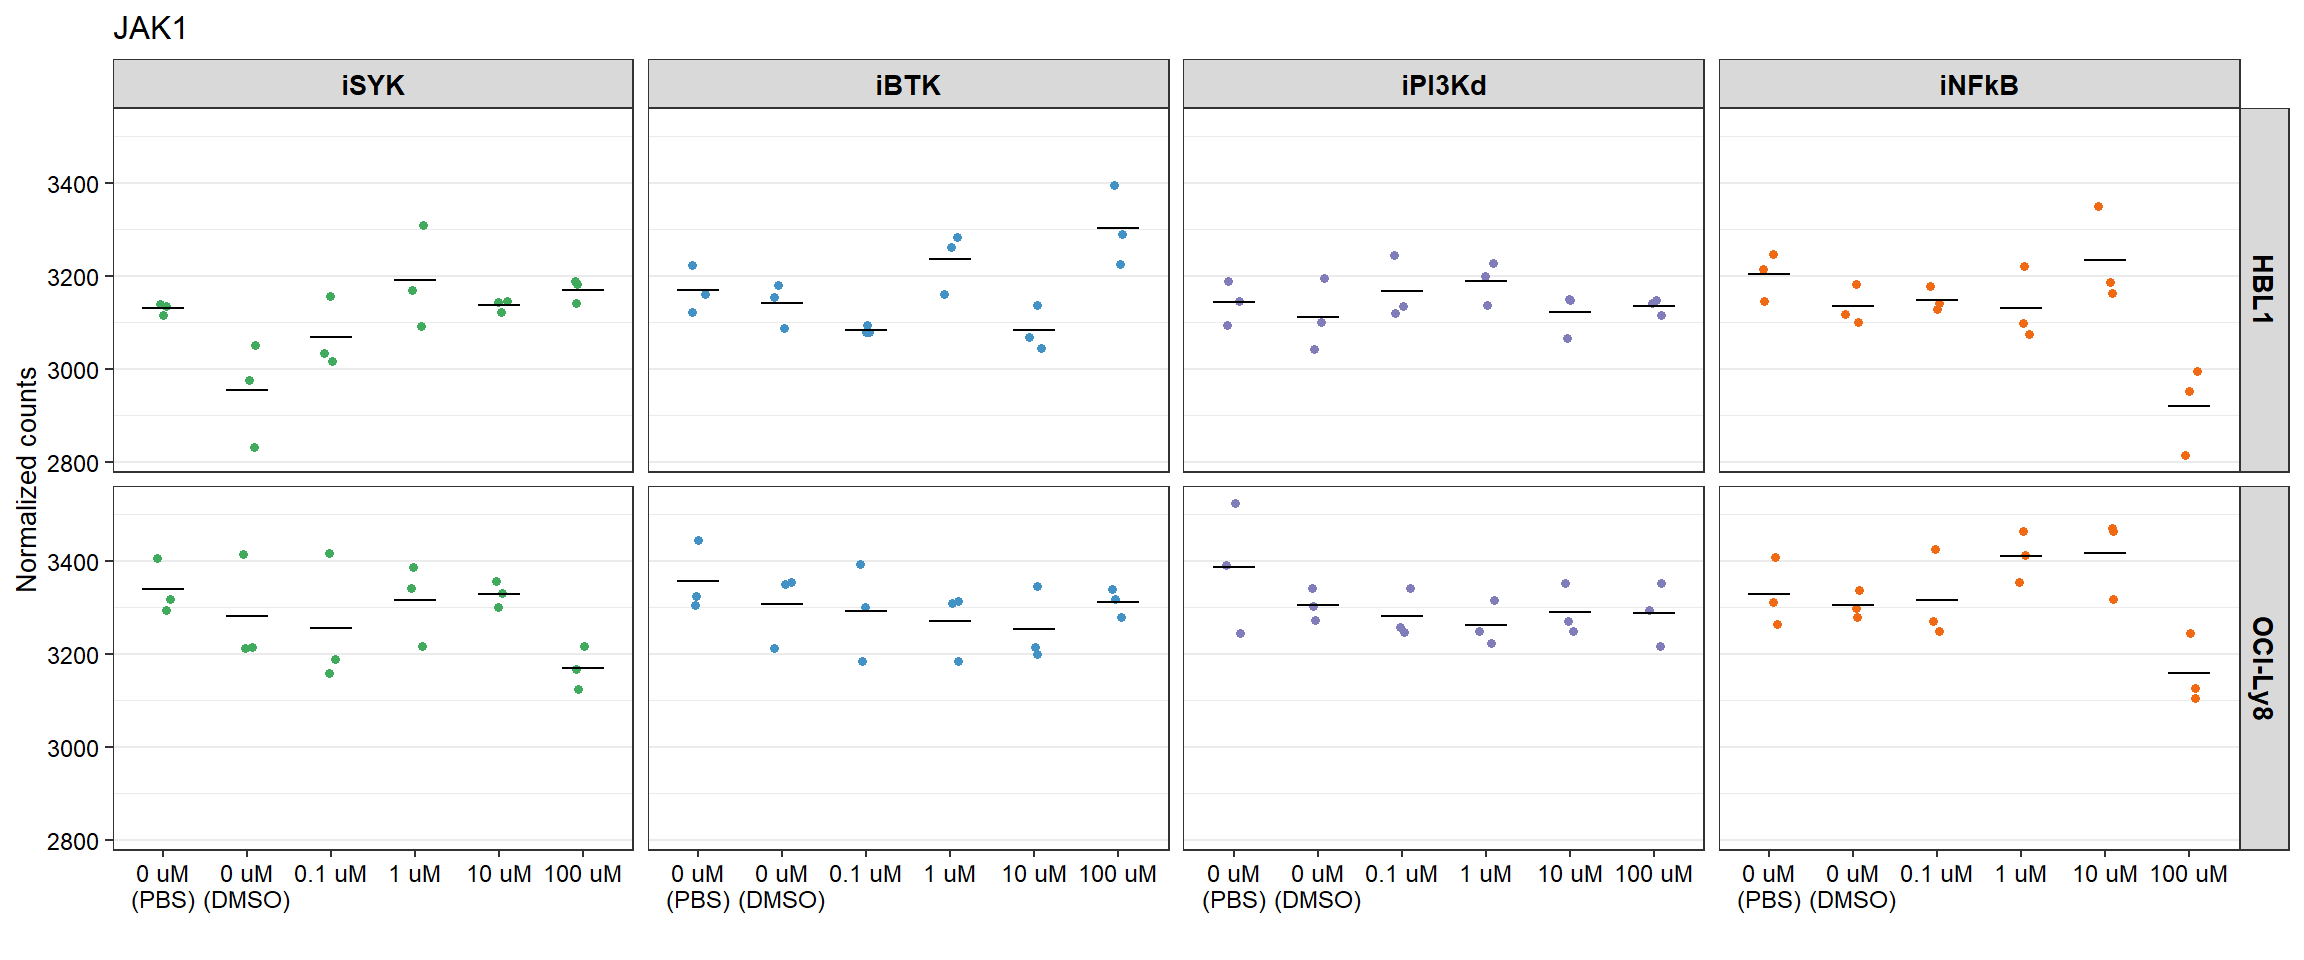 JAK1
iSYK iBTK iPI3Kd iNFkB
Normalized counts
3400
3200
3000
2800
HBL1
3400
3200
3000
2800
OCI-Ly8
0 uM 0 uM 0.1 uM 1 uM 10 uM 100 uM 0 uM 0 uM 0.1 uM 1 uM 10 uM 100 uM 0 uM 0 uM 0.1 uM 1 uM 10 uM 100 uM 0 uM 0 uM 0.1 uM 1 uM 10 uM 100 uM
(PBS) (DMSO) (PBS) (DMSO) (PBS) (DMSO) (PBS) (DMSO)